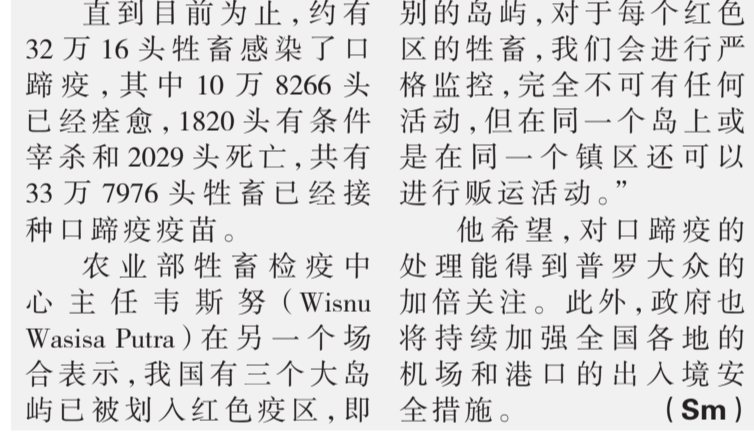 直到目前为止，约有
32 万 16 头牲畜感染了口
蹄疫，其中 10 万 8266 头
已经痊愈，1820 头有条件
宰杀和 2029 头死亡，共有
33 万 7976 头牲畜已经接
种口蹄疫疫苗。
农业部牲畜检疫中
心主任韦斯努（Wisnu
Wasisa Putra）在另一个场
合表示，我国有三个大岛
屿已被划入红色疫区，即
别的岛屿，对于每个红色
区的牲畜，我们会进行严
格监控，完全不可有任何
活动，但在同一个岛上或
是在同一个镇区还可以
进行贩运活动。”
他希望，对口蹄疫的
处理能得到普罗大众的
加倍关注。此外，政府也
将持续加强全国各地的
机场和港口的出入境安
全措施。 （Sm）